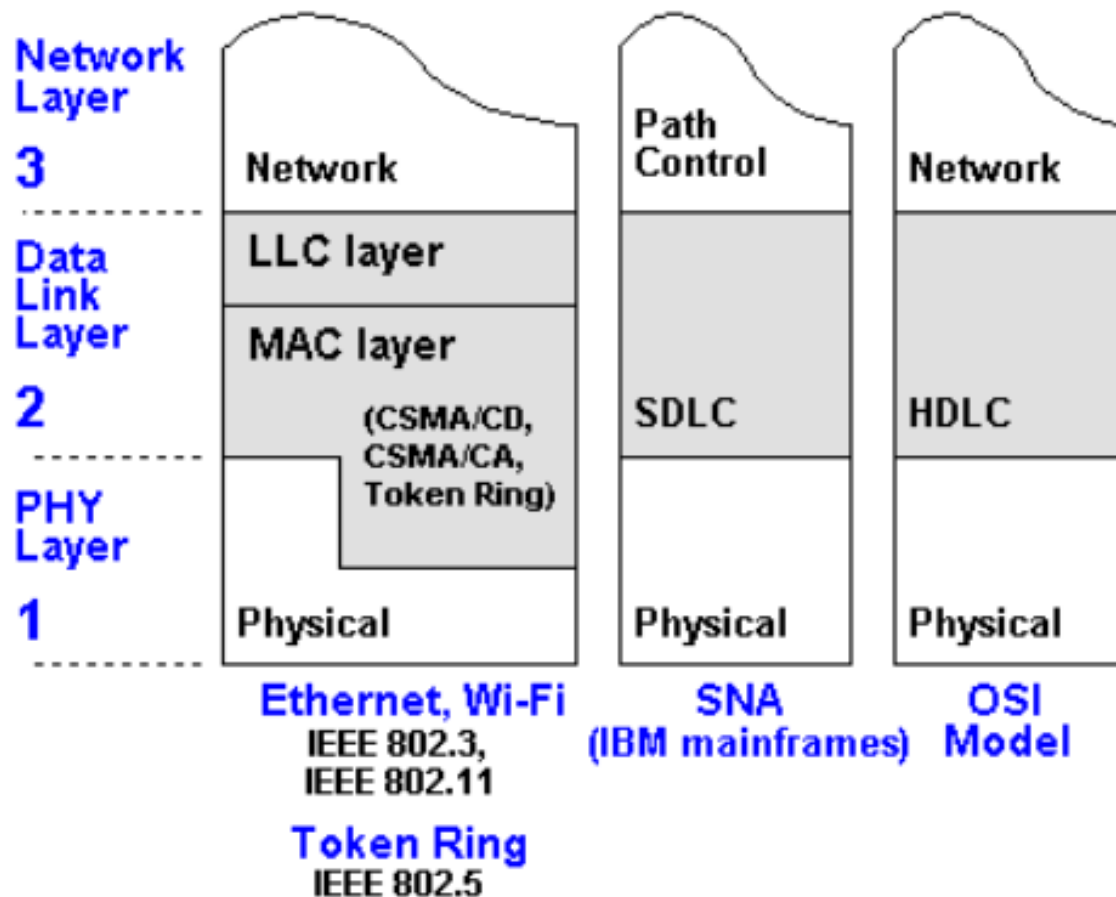 Network
Layer
3
Data
Link
Layer
2
PHY
Layer
1
Network
LLC layer
MAC layer
(CSMA/CD,
CSMA/CA,
Token Ring)
Physical
Ethernet, Wi-Fi
IEEE 802.3,
IEEE 802.11
Token Ring
IEEE 802.5
Path
Control
SDLC
Physical
SNA
(IBM mainframes)
Network
HDLC
Physical
OSI
Model